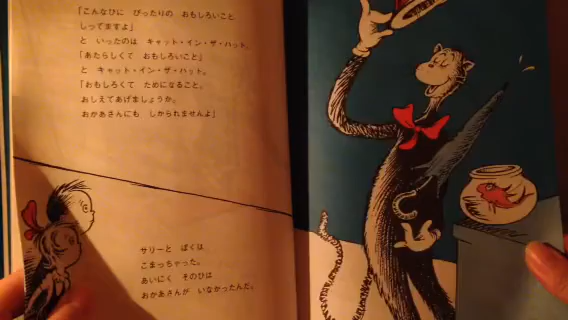 「こんなひに　ぴったりの　おもしろいこと
しってますよ」
と　いったのは　キャット・イン・ザ・ハット。
「あたらしくて　おもしろいこと」
と　キャット・イン・ザ・ハット。
「おもしろくて　ためになること。
おしえてあげましょうか。
おかあさんにも　しかられませんよ」
サリーと　ぼくは
こまっちゃった。
あいにく　そのひは
おかあさんが　いなかったんだ。